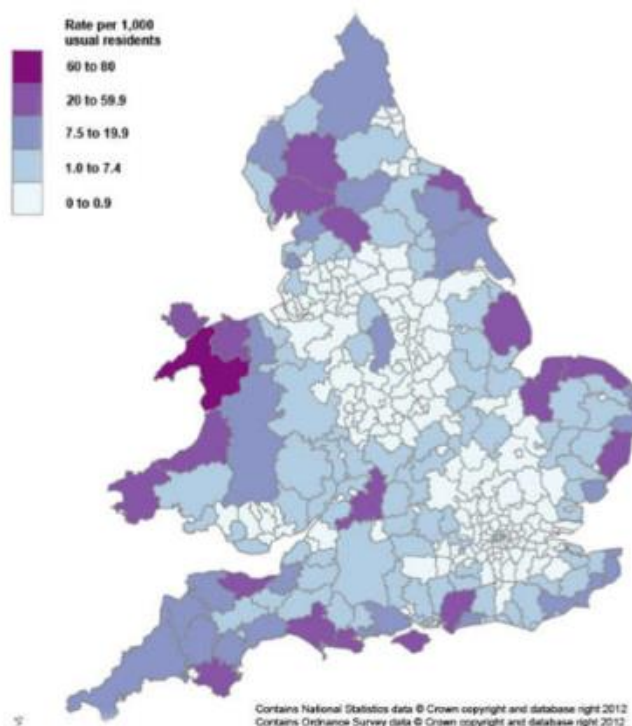 Rate per 1,000
usual residents
60 to 80
20 to 59.9
7.5 to 19.9
1.0 to 7.4
0 to 0.9
Contains National Statistics data © Crown copyright and database right 2012
Contains Ordnance Survey data © Crown copyright and database right 2012